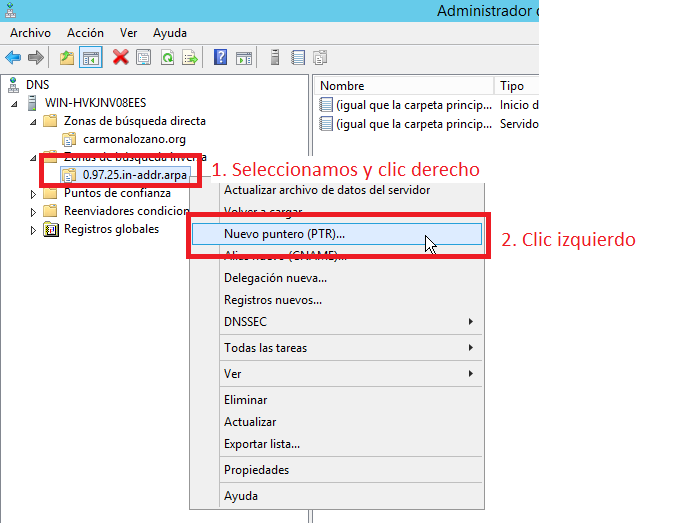 Administrador d
Archivo Acción Ver Ayuda
DNS
WIN-HVKJNV08EES
Zonas de búsqueda directa
carmonalozano.org
Zonas de búsqueda inversa
0.97.25.in-addr.arpa
Puntos de confianza
Reenviadores condicion
Registros globales
Nombre Tipo
(igual que la carpeta princip... Inicio d
(igual que la carpeta princip... Servido
1. Seleccionamos y clic derecho
Actualizar archivo de datos del servidor
Volver a cargar
Nuevo puntero (PTR)...
2. Clic izquierdo
Alias nuevo (CNAME)...
Delegación nueva...
Registros nuevos...
DNSSEC
Todas las tareas
Ver
Eliminar
Actualizar
Exportar lista...
Propiedades
Ayuda